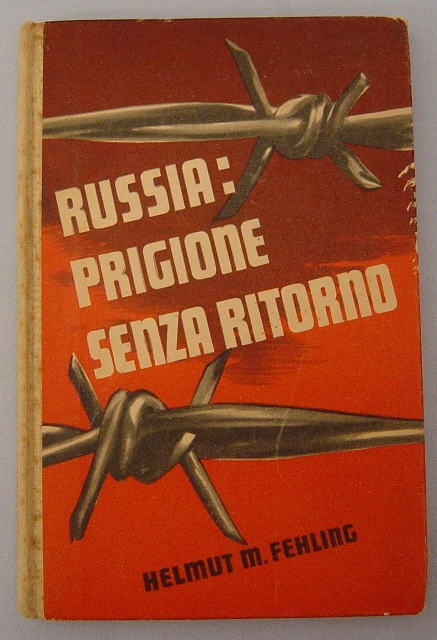 RUSSIA:
PRIGIONE
SENZA RITORNO
HELMUT M. FEHLING